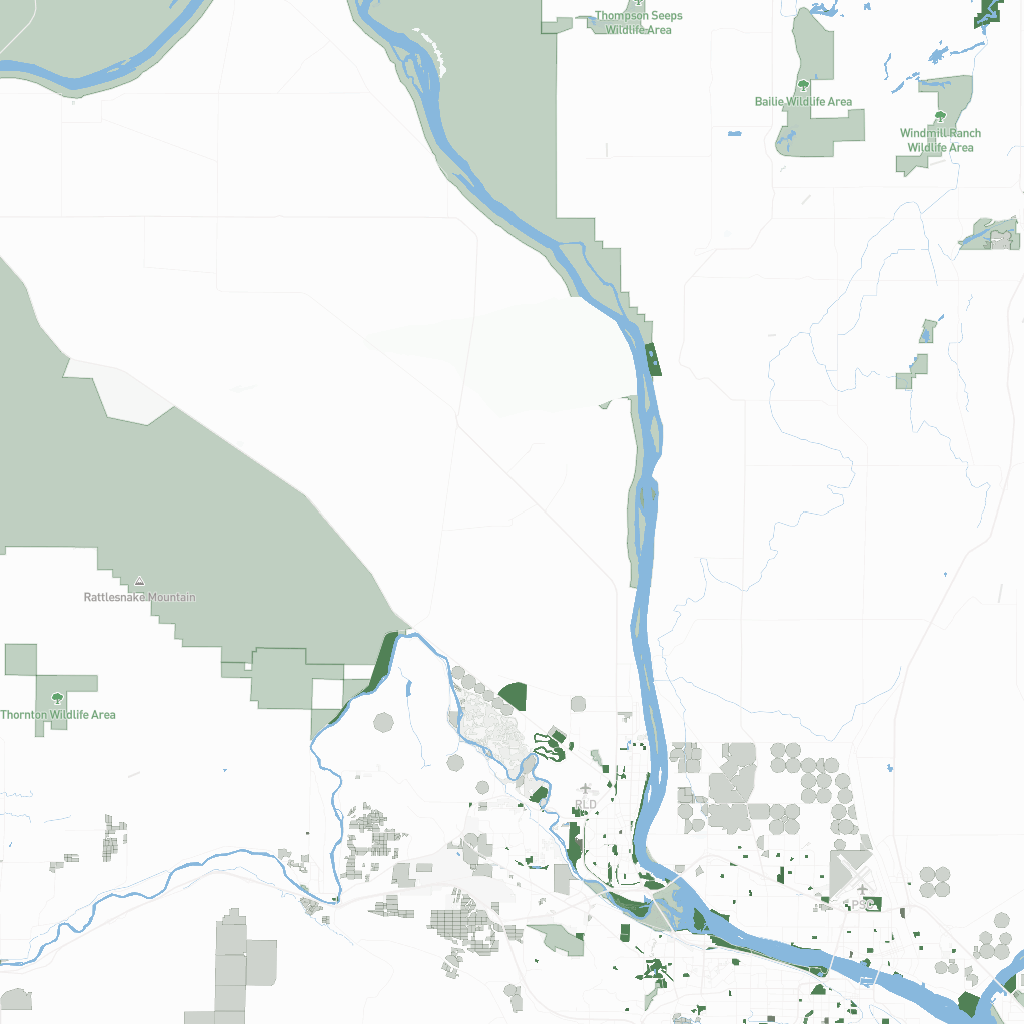 Thompson Seeps
Wildlife Area
Bailie Wildlife Area
Windmill Ranch
Wildlife Area
Rattlesnake Mountain
Thornton Wildlife Area
RLD
PSC